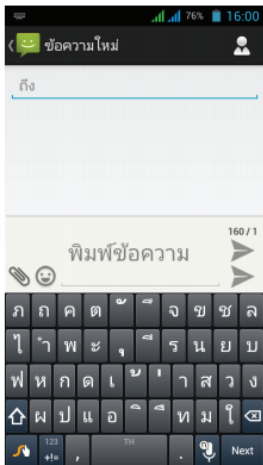 76% 16:00
ข้อความใหม่
ถึง
160/1
พิมพ์ข้อความ
ภ ถ ค ต จ ข ช ล
ไ ำ พ ะ ุ ี ร น ย บ
ฟ ห ก ด เ ้ ่ า ส ว ง
ผ ป แ อ ิ ท ม ใ
123 +!= , TH . Next